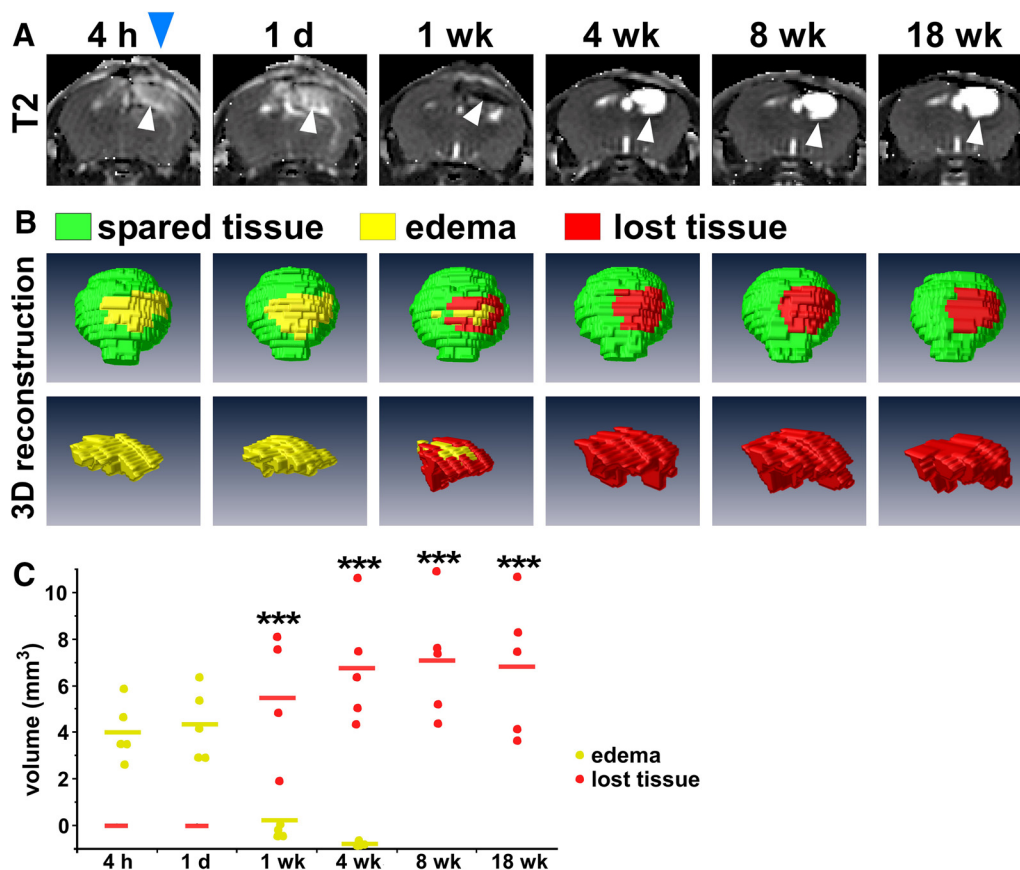 A
4 h 1 d 1 wk 4 wk 8 wk 18 wk
T2
B
spared tissue edema lost tissue
3D reconstruction
C
*** *** *** ***
volume (mm³)
10
8
6
4
2
0
4 h 1 d 1 wk 4 wk 8 wk 18 wk
edema
lost tissue